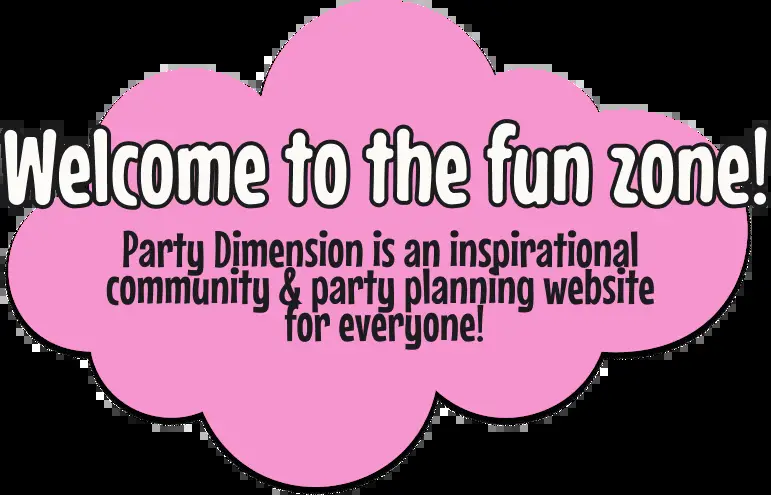 Welcome to the fun zone!
Party Dimension is an inspirational
community & party planning website
for everyone!